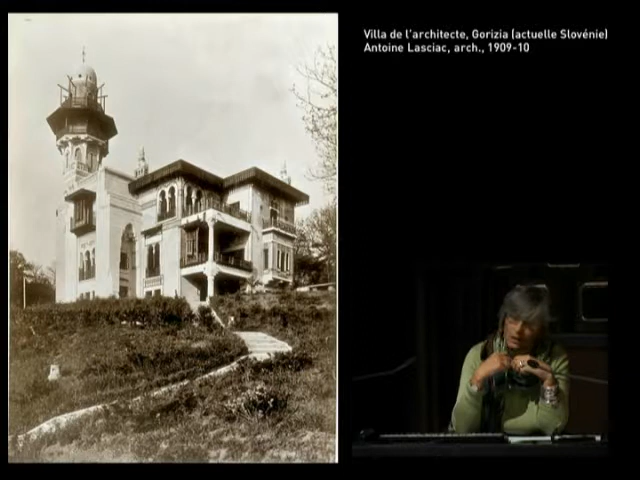 Villa de l'architecte, Gorizia (actuelle Slovénie)
Antoine Lasciac, arch., 1909-10